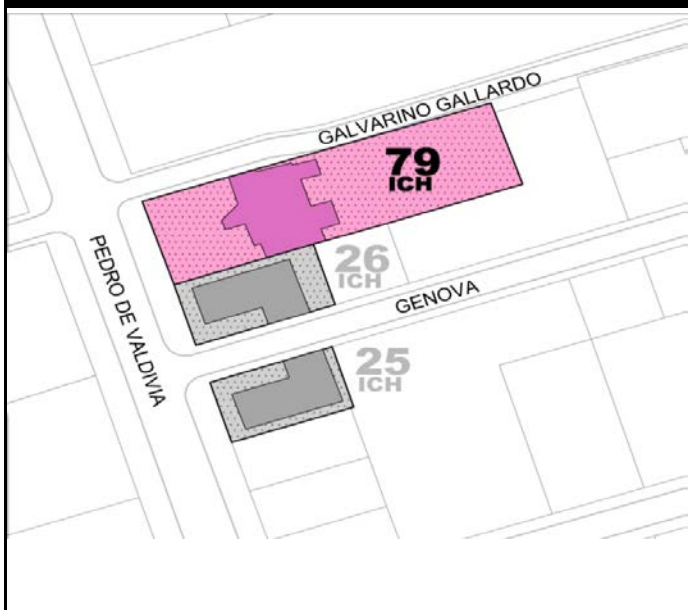 GALVARINO GALLARDO
79
ICH
PEDRO DE VALDIVIA
26
ICH
GENOVA
25
ICH